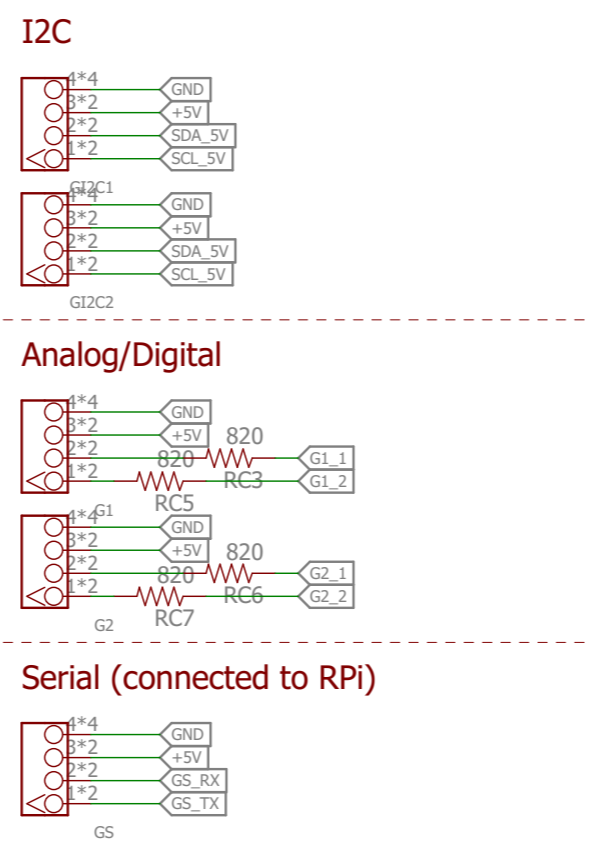 I2C
4*4 GND
3*2 +5V
2*2 SDA_5V
1*2 SCL_5V
GI2C1
4*4 GND
3*2 +5V
2*2 SDA_5V
1*2 SCL_5V
GI2C2
Analog/Digital
4*4 GND
3*2 +5V
820
2*2 G1_1
820 RC3
1*2 G1_2
RC5
G1
4*4 GND
3*2 +5V
820
2*2 G2_1
820 RC6
1*2 G2_2
RC7
G2
Serial (connected to RPi)
4*4 GND
3*2 +5V
2*2 GS_RX
1*2 GS_TX
GS